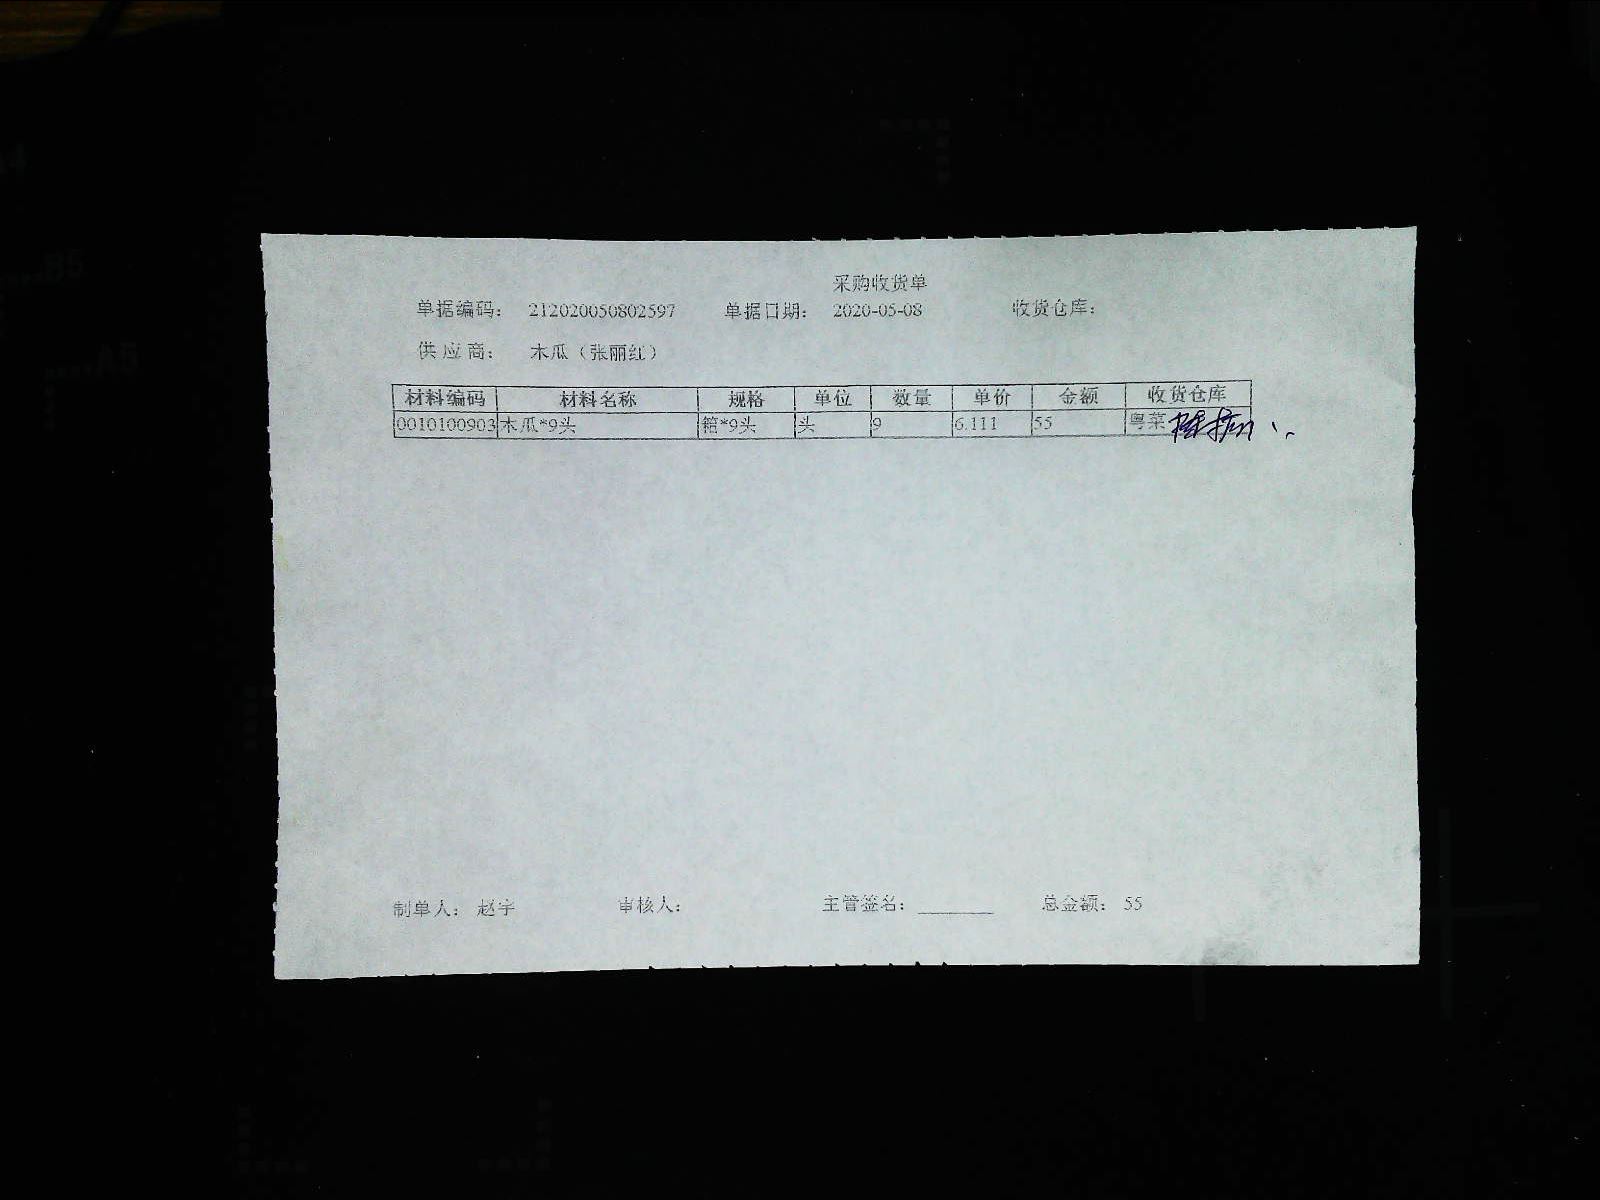 采购收货单
单据编码： 212020050802597 单据日期： 2020-05-08 收货仓库：
供应商： 木瓜（张丽红）
材料编码 材料名称 规格 单位 数量 单价 金额 收货仓库
0010100903 木瓜*9头 箱*9头 头 9 6.111 55 粤菜
制单人： 赵宇 审核人： 主管签名： ________ 总金额： 55
B5
A5